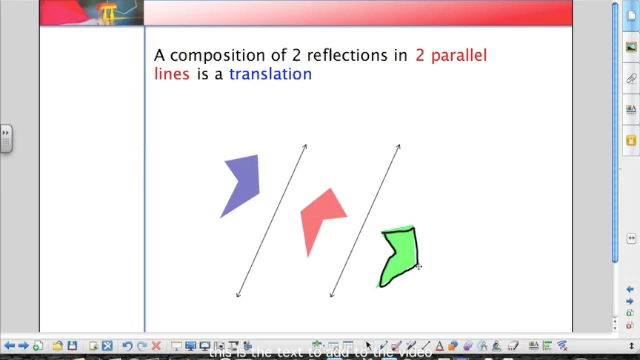 A composition of 2 reflections in 2 parallel
lines is a translation
this is the text to add to the video